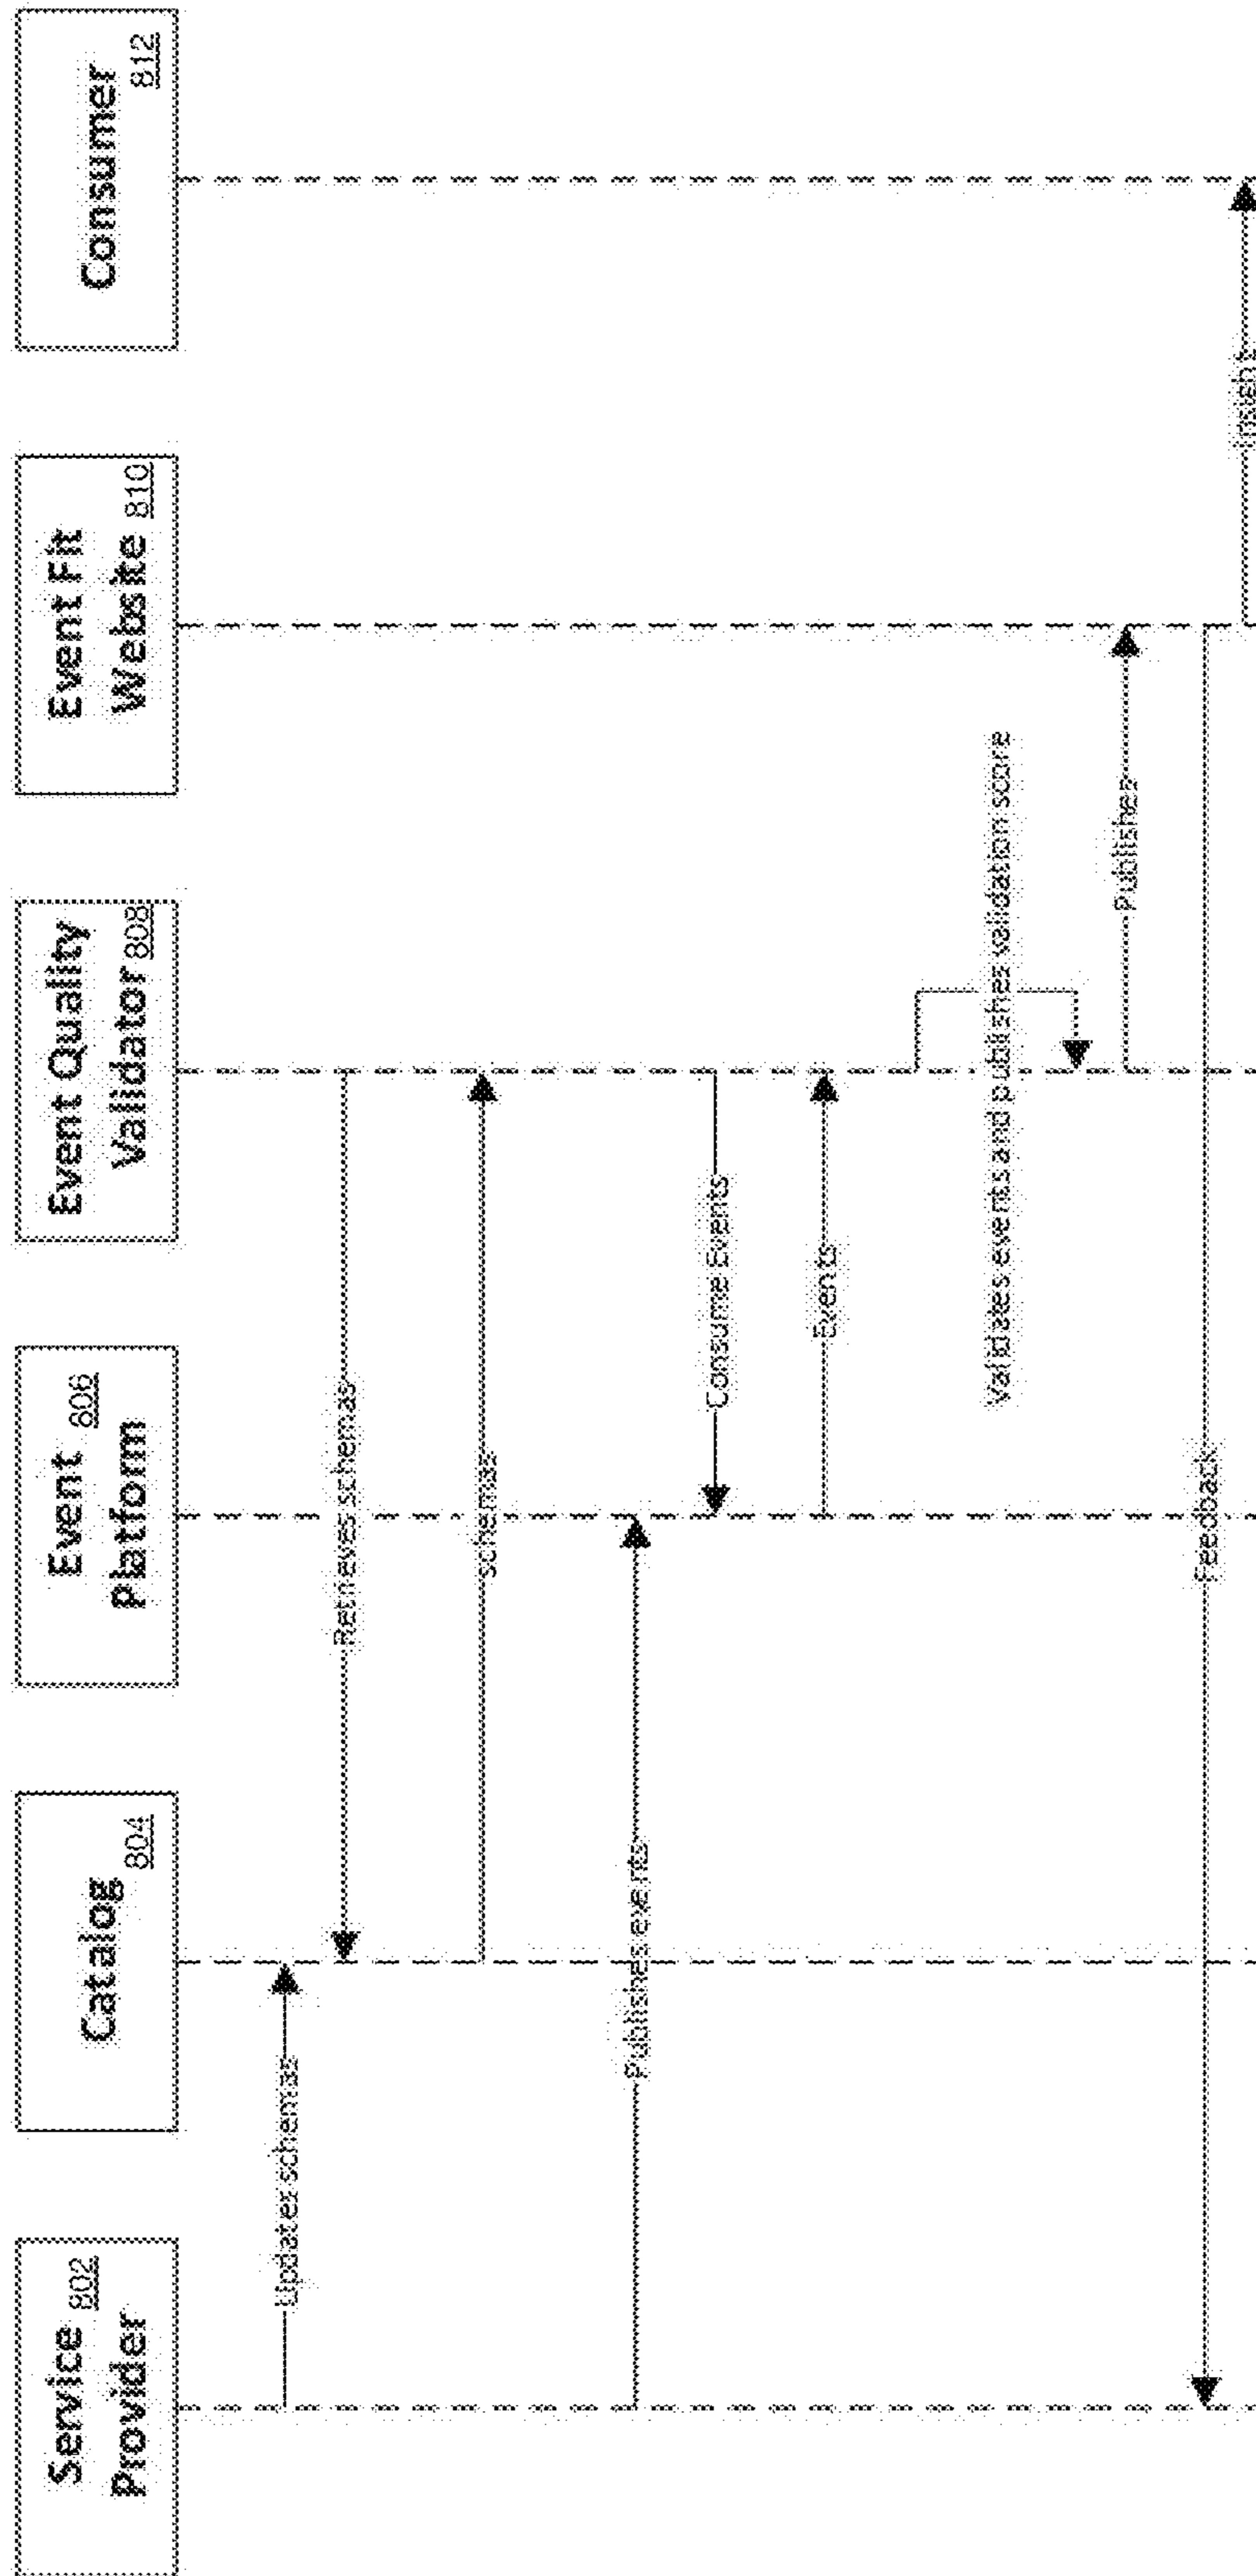 Service
Provider 802
Catalog
804
Event 806
Platform
Event Quality
Validator 808
Event Fit
Website 810
Consumer
812
Updates schemas
Retrieves schemas
schemas
Publishes events
Consume Events
Events
Validates events and publishes validation score
Publishes
Feedback
Insight